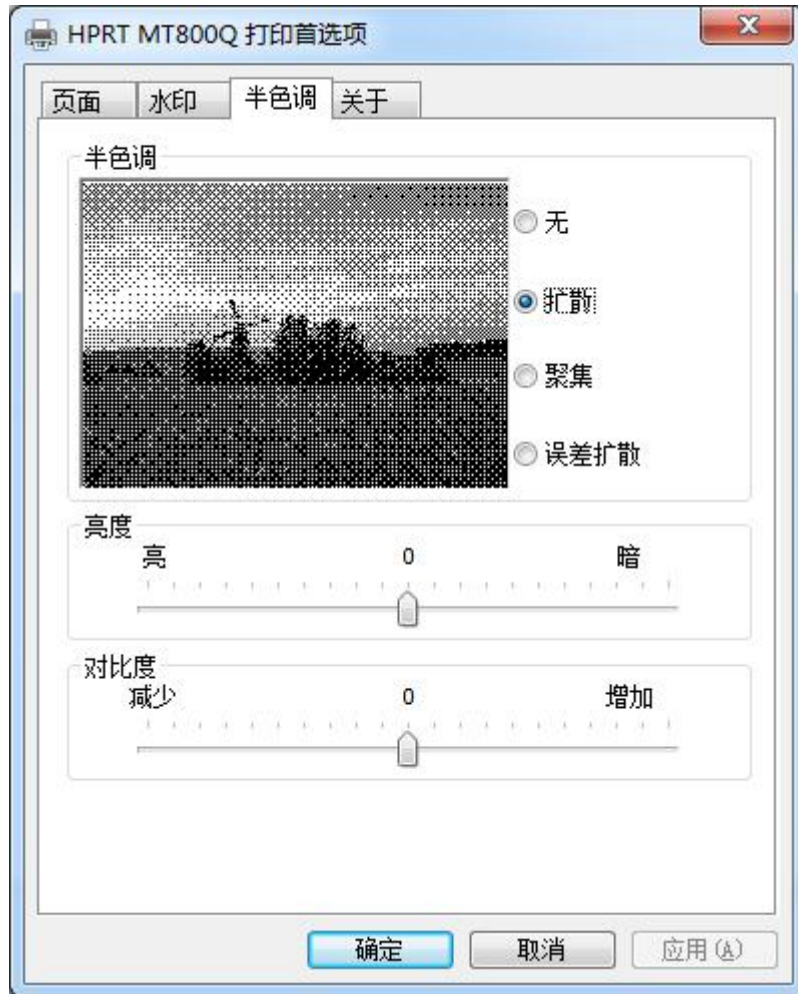 HPRT MT800Q 打印首选项
页面 水印 半色调 关于
半色调
无
扩散
聚集
误差扩散
亮度
亮 0 暗
对比度
减少 0 增加
确定 取消 应用(A)